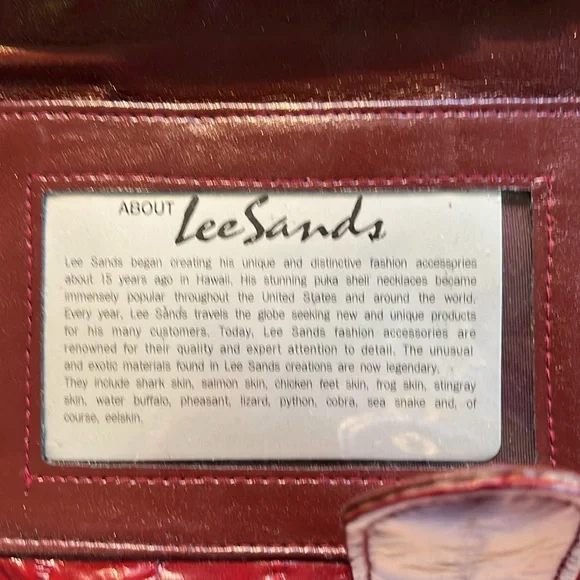 ABOUT Lee Sands
Lee Sands began creating his unique and distinctive fashion accessories
about 15 years ago in Hawaii. His stunning puka shell necklaces became
immensely popular throughout the United States and around the world.
Every year, Lee Sands travels the globe seeking new and unique products
for his many customers. Today, Lee Sands fashion accessories are
renowned for their quality and expert attention to detail. The unusual
and exotic materials found in Lee Sands creations are now legendary.
They include shark skin, salmon skin, chicken feet skin, frog skin, stingray
skin, water buffalo, pheasant, lizard, python, cobra, sea snake and, of
course, eelskin.